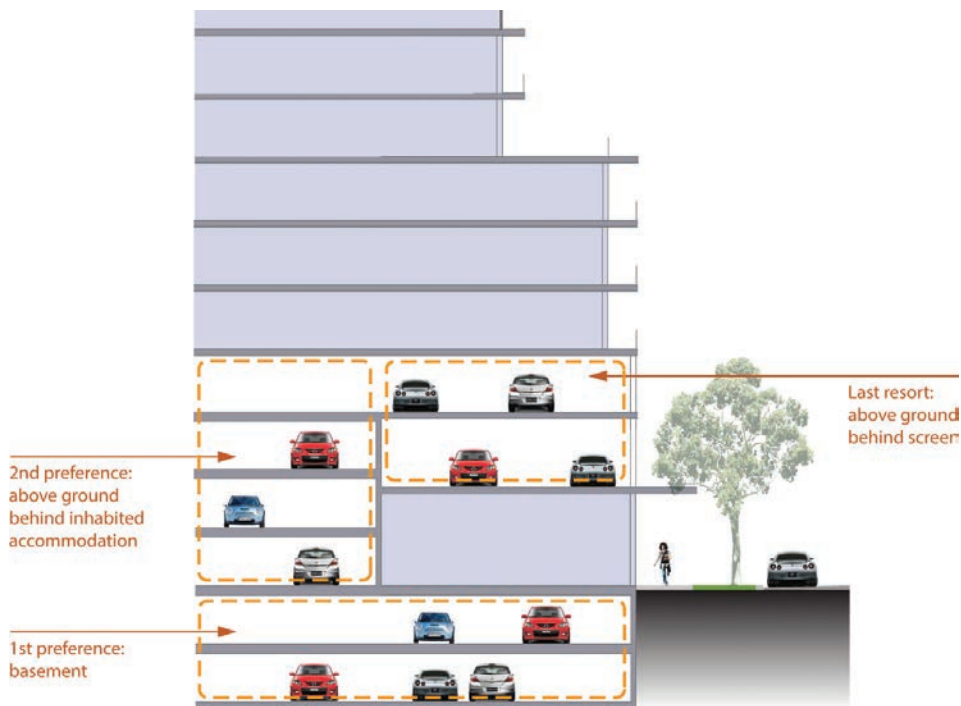 Last resort:
above ground
behind screen
2nd preference:
above ground
behind inhabited
accommodation
1st preference:
basement